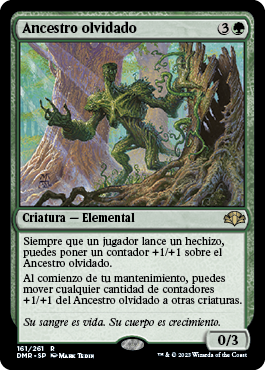 Ancestro olvidado 3
Criatura — Elemental
Siempre que un jugador lance un hechizo,
puedes poner un contador +1/+1 sobre el
Ancestro olvidado.
Al comienzo de tu mantenimiento, puedes
mover cualquier cantidad de contadores
+1/+1 del Ancestro olvidado a otras criaturas.
Su sangre es vida. Su cuerpo es crecimiento.
0/3
161/261 R
DMR • SP Mark Tedin
™ & © 2023 Wizards of the Coast